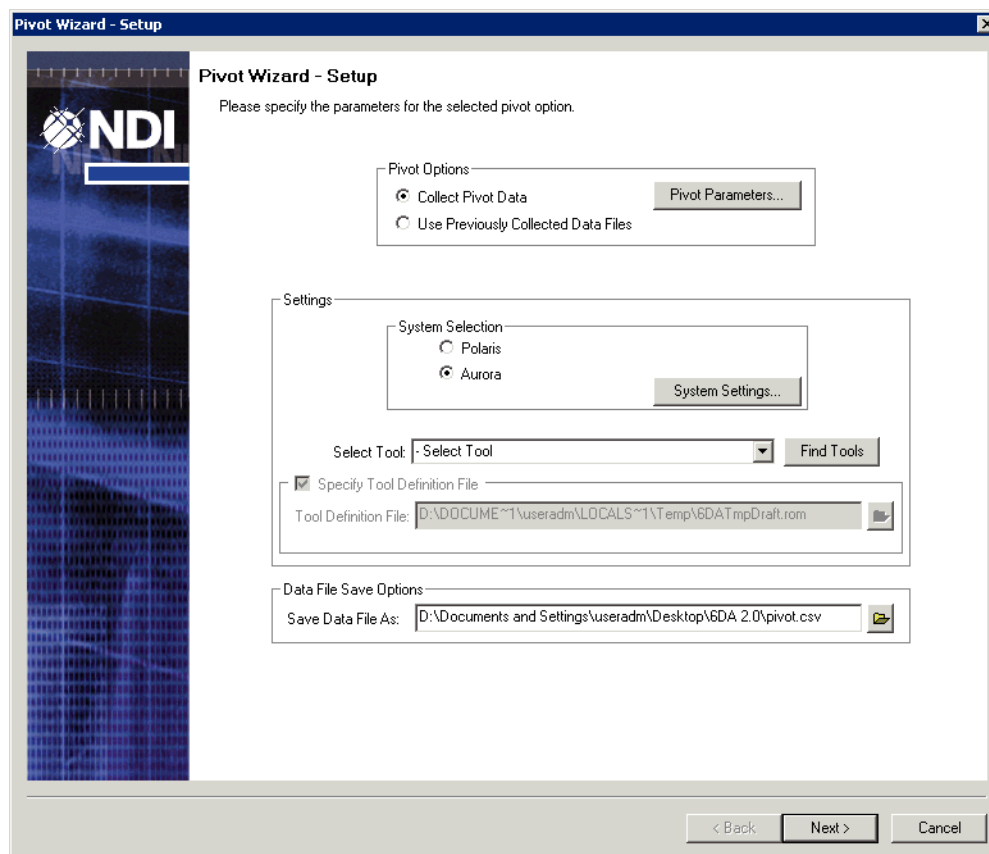 Pivot Wizard - Setup
NDI
Pivot Wizard - Setup
Please specify the parameters for the selected pivot option.
Pivot Options
Collect Pivot Data
Pivot Parameters...
Use Previously Collected Data Files
Settings
System Selection
Polaris
Aurora
System Settings...
Select Tool: - Select Tool Find Tools
Specify Tool Definition File
Tool Definition File: D:\DOCUME~1\useradm\LOCALS~1\Temp\6DATmpDraft.rom
Data File Save Options
Save Data File As: D:\Documents and Settings\useradm\Desktop\6DA 2.0\pivot.csv
< Back Next > Cancel